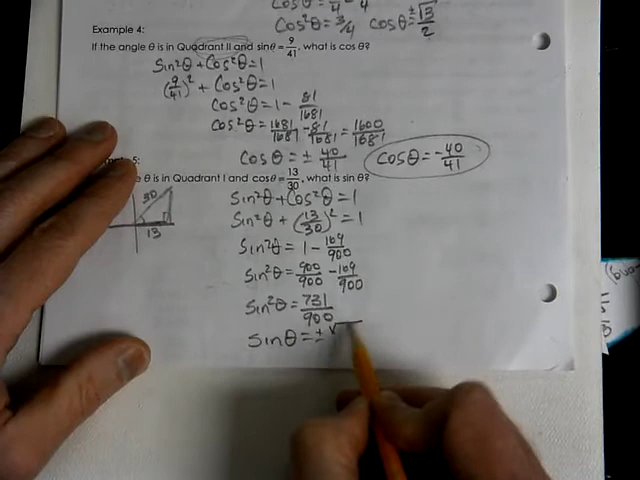 Cos²θ = 3/4 Cosθ = ±√3/2
Example 4:
If the angle θ is in Quadrant II and sinθ = 9/41, what is cos θ?
Sin²θ + Cos²θ = 1
(9/41)² + Cos²θ = 1
Cos²θ = 1 - 81/1681
Cos²θ = 1681/1681 - 81/1681 = 1600/1681
Cosθ = ± 40/41
Cosθ = -40/41
5:
θ is in Quadrant I and cosθ = 13/30, what is sin θ?
30
13
Sin²θ + Cos²θ = 1
Sin²θ + (13/30)² = 1
Sin²θ = 1 - 169/900
Sin²θ = 900/900 - 169/900
Sin²θ = 731/900
Sinθ = ±√